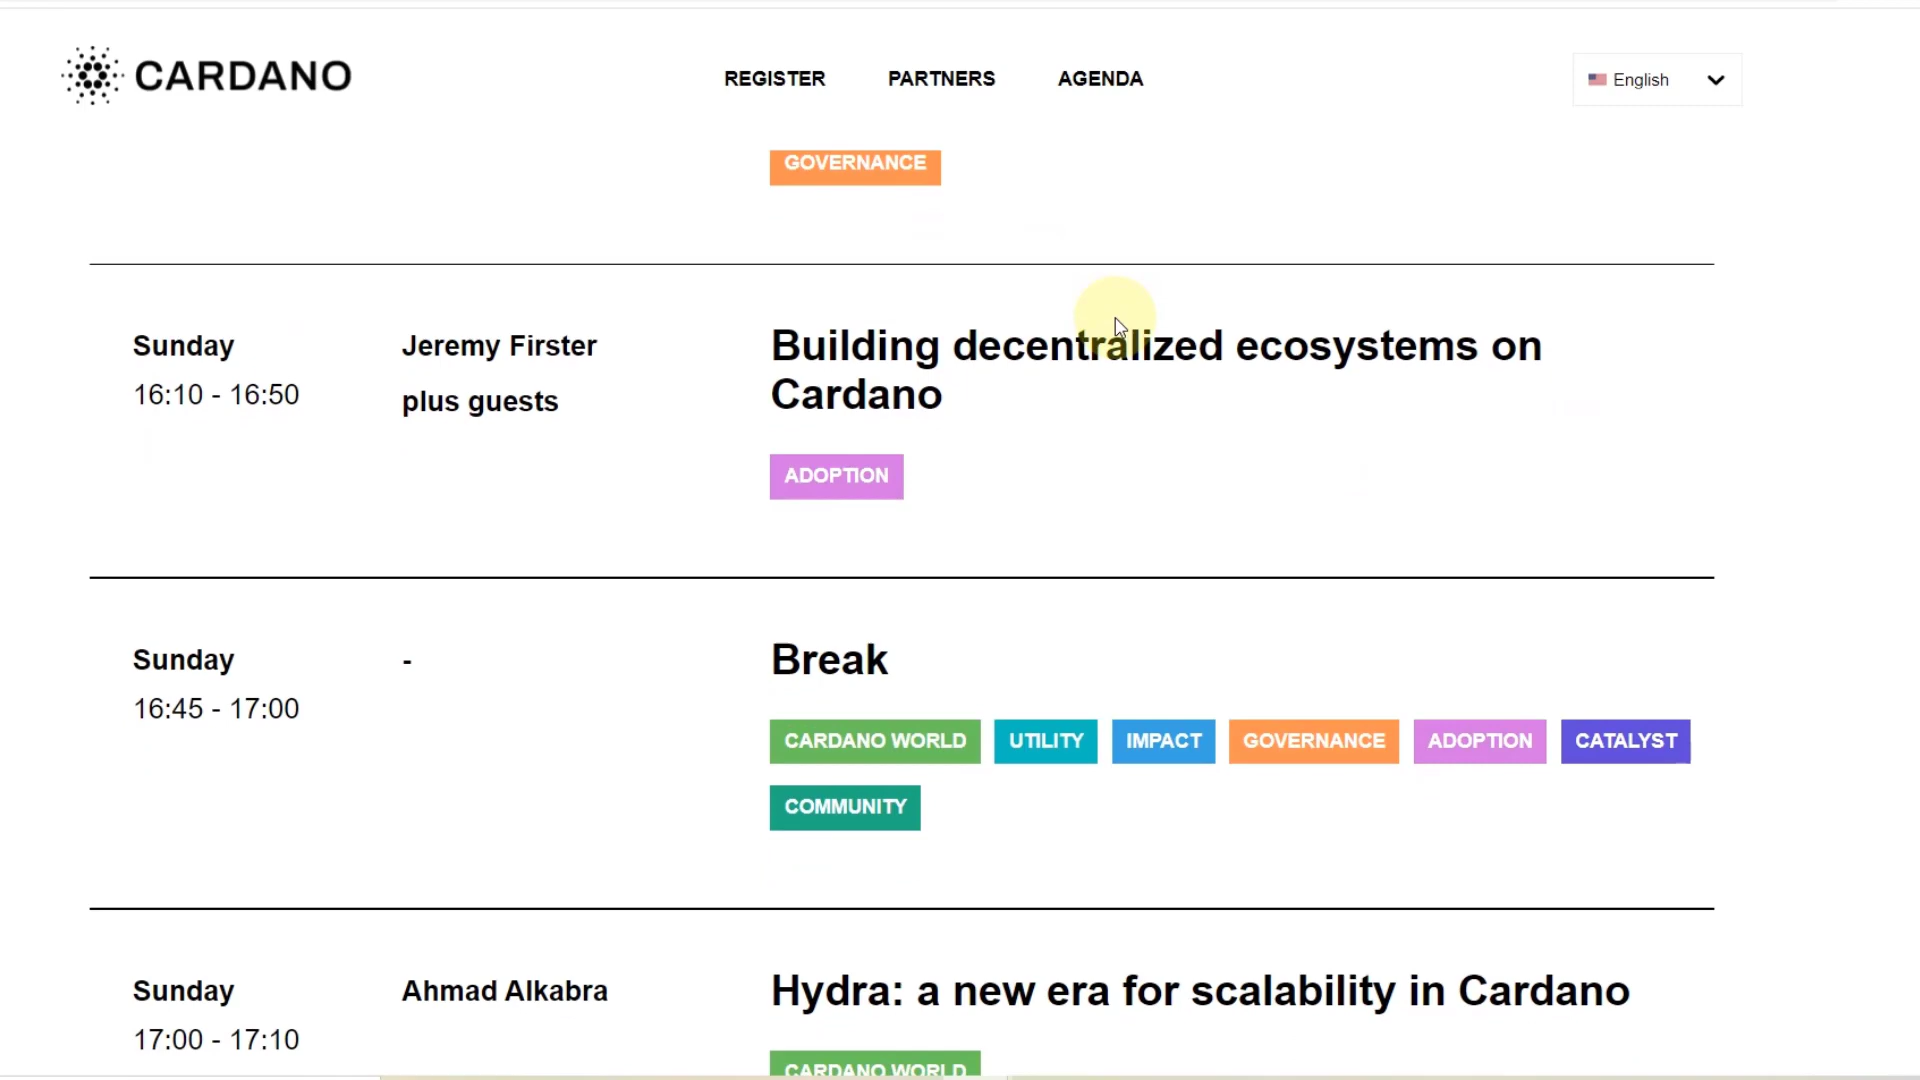 CARDANO
REGISTER
PARTNERS
AGENDA
English
GOVERNANCE
Sunday
16:10 - 16:50
Jeremy Firster
plus guests
Building decentralized ecosystems on
Cardano
ADOPTION
Sunday
16:45 - 17:00
-
Break
CARDANO WORLD UTILITY IMPACT GOVERNANCE ADOPTION CATALYST
COMMUNITY
Sunday
17:00 - 17:10
Ahmad Alkabra
Hydra: a new era for scalability in Cardano
CARDANO WORLD